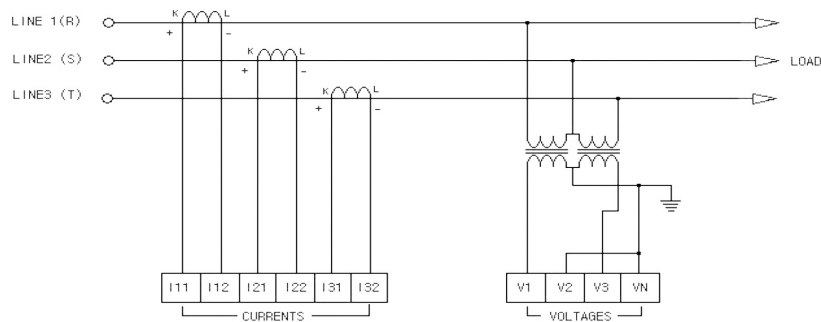 LINE 1(R)
K L
+ -
LINE2 (S)
K L
+ -
LOAD
LINE3 (T)
K L
+ -
I11 I12 I21 I22 I31 I32
V1 V2 V3 VN
CURRENTS
VOLTAGES